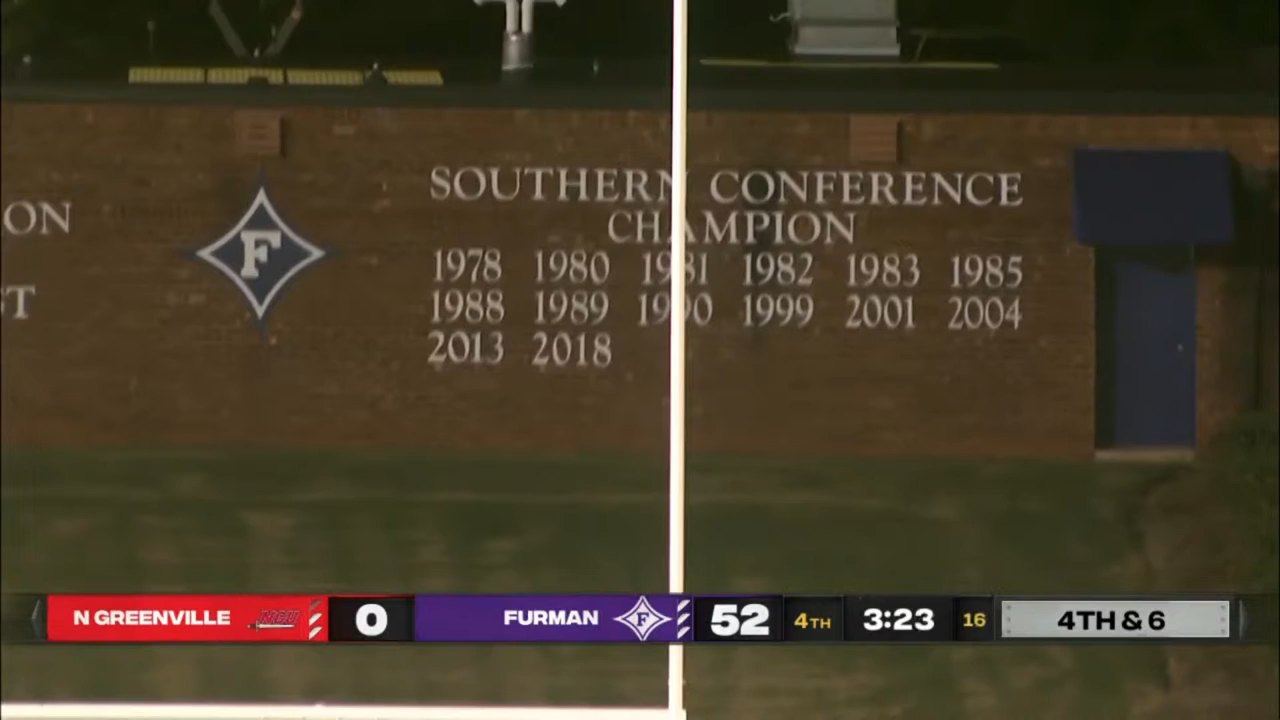 SOUTHERN CONFERENCE
CHAMPION
1978 1980 1981 1982 1983 1985
1988 1989 1990 1999 2001 2004
2013 2018
ON
ST
F
N GREENVILLE NGU 0 FURMAN F 52 4TH 3:23 16 4TH & 6